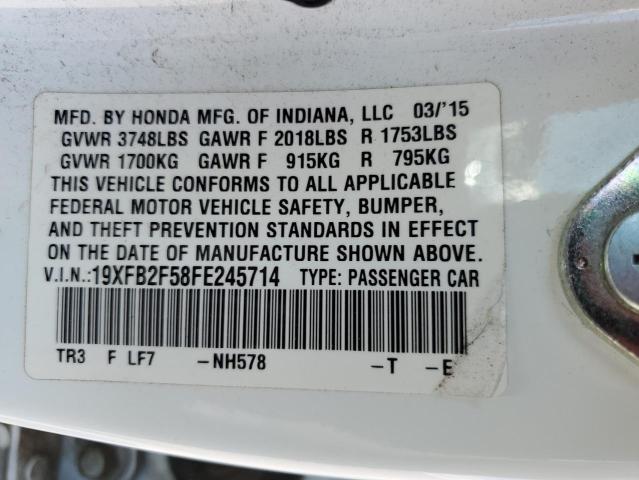 MFD. BY HONDA MFG. OF INDIANA, LLC 03/'15
GVWR 3748LBS GAWR F 2018LBS R 1753LBS
GVWR 1700KG GAWR F 915KG R 795KG
THIS VEHICLE CONFORMS TO ALL APPLICABLE
FEDERAL MOTOR VEHICLE SAFETY, BUMPER,
AND THEFT PREVENTION STANDARDS IN EFFECT
ON THE DATE OF MANUFACTURE SHOWN ABOVE.
V.I.N.:19XFB2F58FE245714 TYPE: PASSENGER CAR
TR3 F LF7 -NH578 -T -E